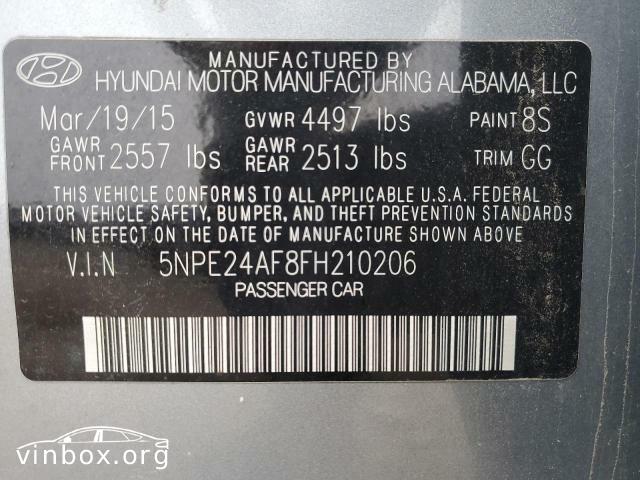 MANUFACTURED BY
HYUNDAI MOTOR MANUFACTURING ALABAMA, LLC
Mar/19/15 GVWR 4497 lbs PAINT 8S
GAWR FRONT 2557 lbs GAWR REAR 2513 lbs TRIM GG
THIS VEHICLE CONFORMS TO ALL APPLICABLE U.S.A. FEDERAL
MOTOR VEHICLE SAFETY, BUMPER, AND THEFT PREVENTION STANDARDS
IN EFFECT ON THE DATE OF MANUFACTURE SHOWN ABOVE.
V.I.N 5NPE24AF8FH210206
PASSENGER CAR
vinbox.org